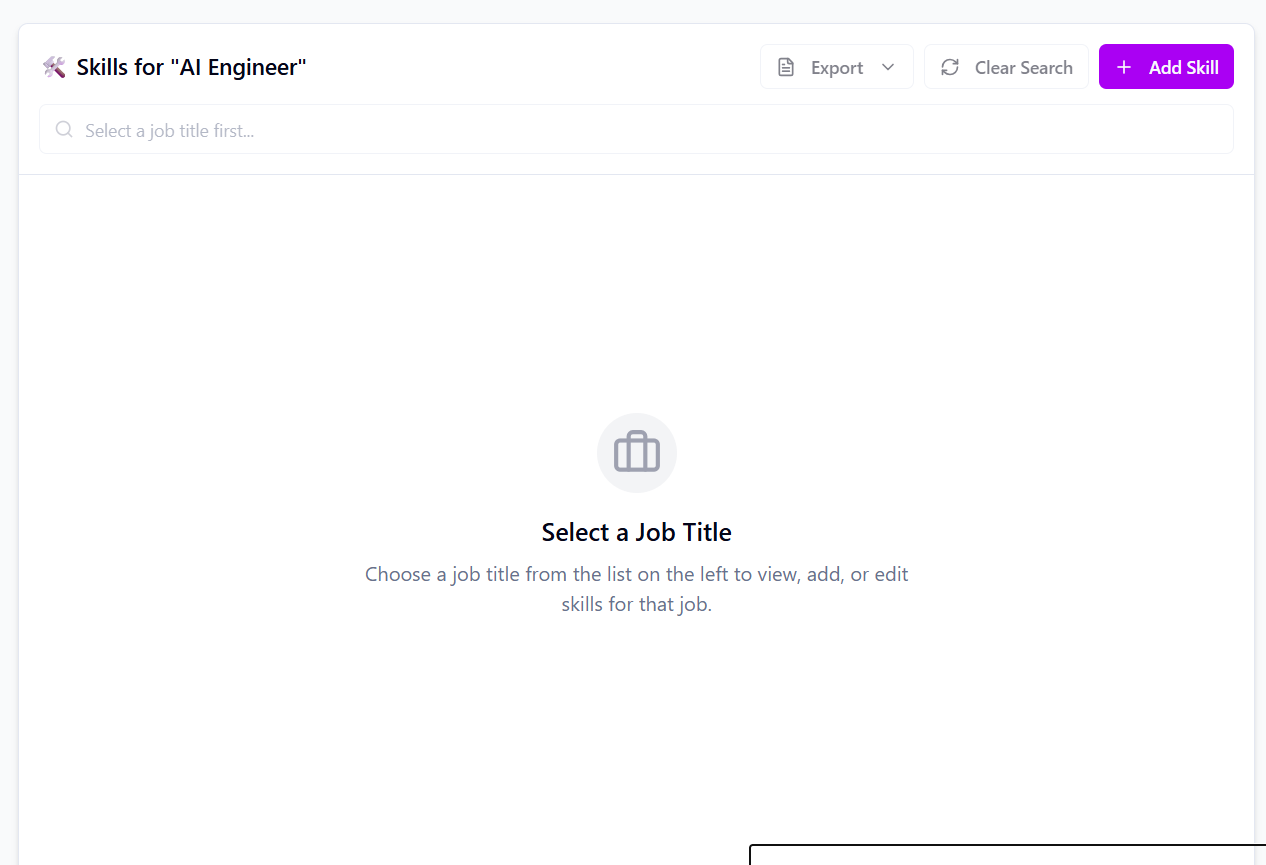 Skills for "AI Engineer"
Export
Clear Search
Add Skill
Select a job title first...
Select a Job Title
Choose a job title from the list on the left to view, add, or edit
skills for that job.